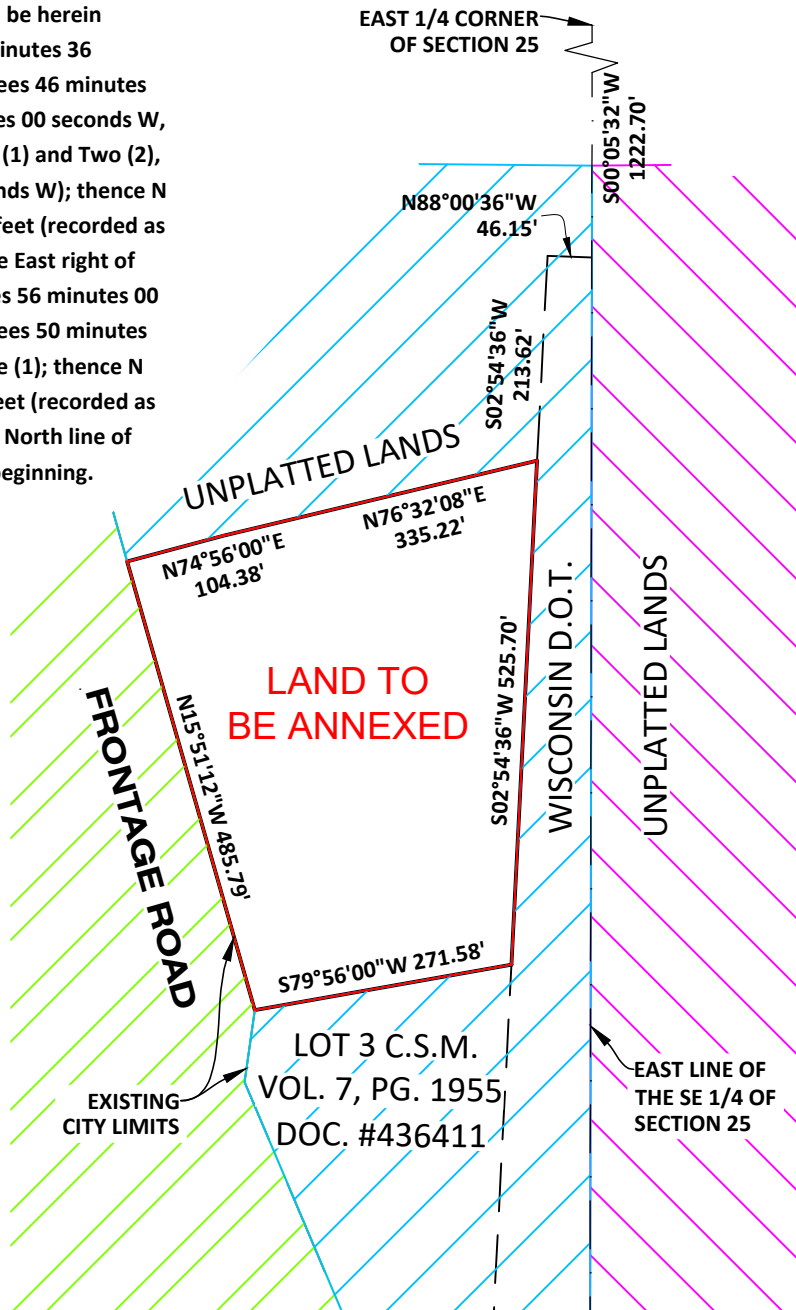 be herein
inutes 36
ees 46 minutes
es 00 seconds W,
(1) and Two (2),
nds W); thence N
feet (recorded as
e East right of
es 56 minutes 00
ees 50 minutes
e (1); thence N
eet (recorded as
North line of
beginning.
EAST 1/4 CORNER
OF SECTION 25
S00°05'32"W
1222.70'
N88°00'36"W
46.15'
S02°54'36"W
213.62'
UNPLATTED LANDS
N74°56'00"E
104.38'
N76°32'08"E
335.22'
LAND TO
BE ANNEXED
N15°51'12"W 485.79'
FRONTAGE ROAD
S02°54'36"W 525.70'
WISCONSIN D.O.T.
UNPLATTED LANDS
S79°56'00"W 271.58'
LOT 3 C.S.M.
VOL. 7, PG. 1955
DOC. #436411
EXISTING
CITY LIMITS
EAST LINE OF
THE SE 1/4 OF
SECTION 25